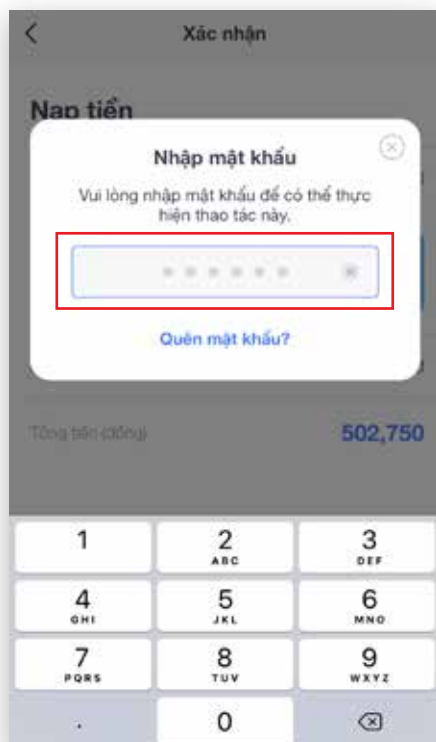 Xác nhận
Nạp tiền
Nhập mật khẩu
Vui lòng nhập mật khẩu để có thể thực
hiện thao tác này.
Quên mật khẩu?
Tổng tiền (đồng) 502,750
1 2 3
ABC DEF
4 5 6
GHI JKL MNO
7 8 9
PQRS TUV WXYZ
. 0